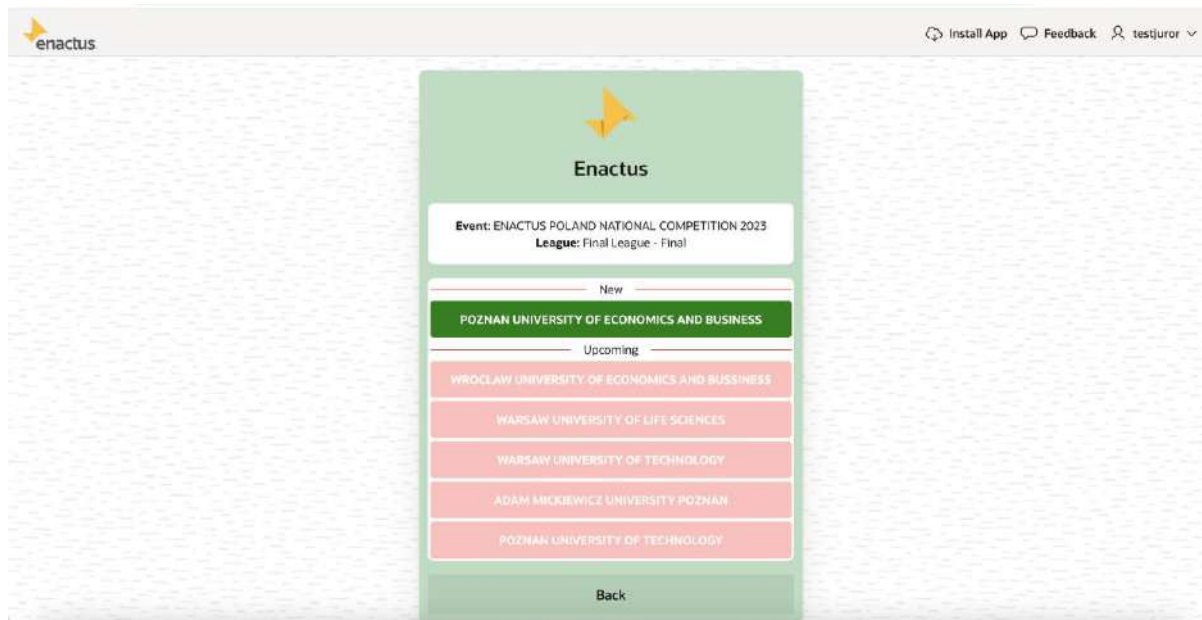 enactus
Install App Feedback testjuror
Enactus
Event: ENACTUS POLAND NATIONAL COMPETITION 2023
League: Final League - Final
New
POZNAN UNIVERSITY OF ECONOMICS AND BUSINESS
Upcoming
WROCLAW UNIVERSITY OF ECONOMICS AND BUSSINESS
WARSAW UNIVERSITY OF LIFE SCIENCES
WARSAW UNIVERSITY OF TECHNOLOGY
ADAM MICKIEWICZ UNIVERSITY POZNAN
POZNAN UNIVERSITY OF TECHNOLOGY
Back